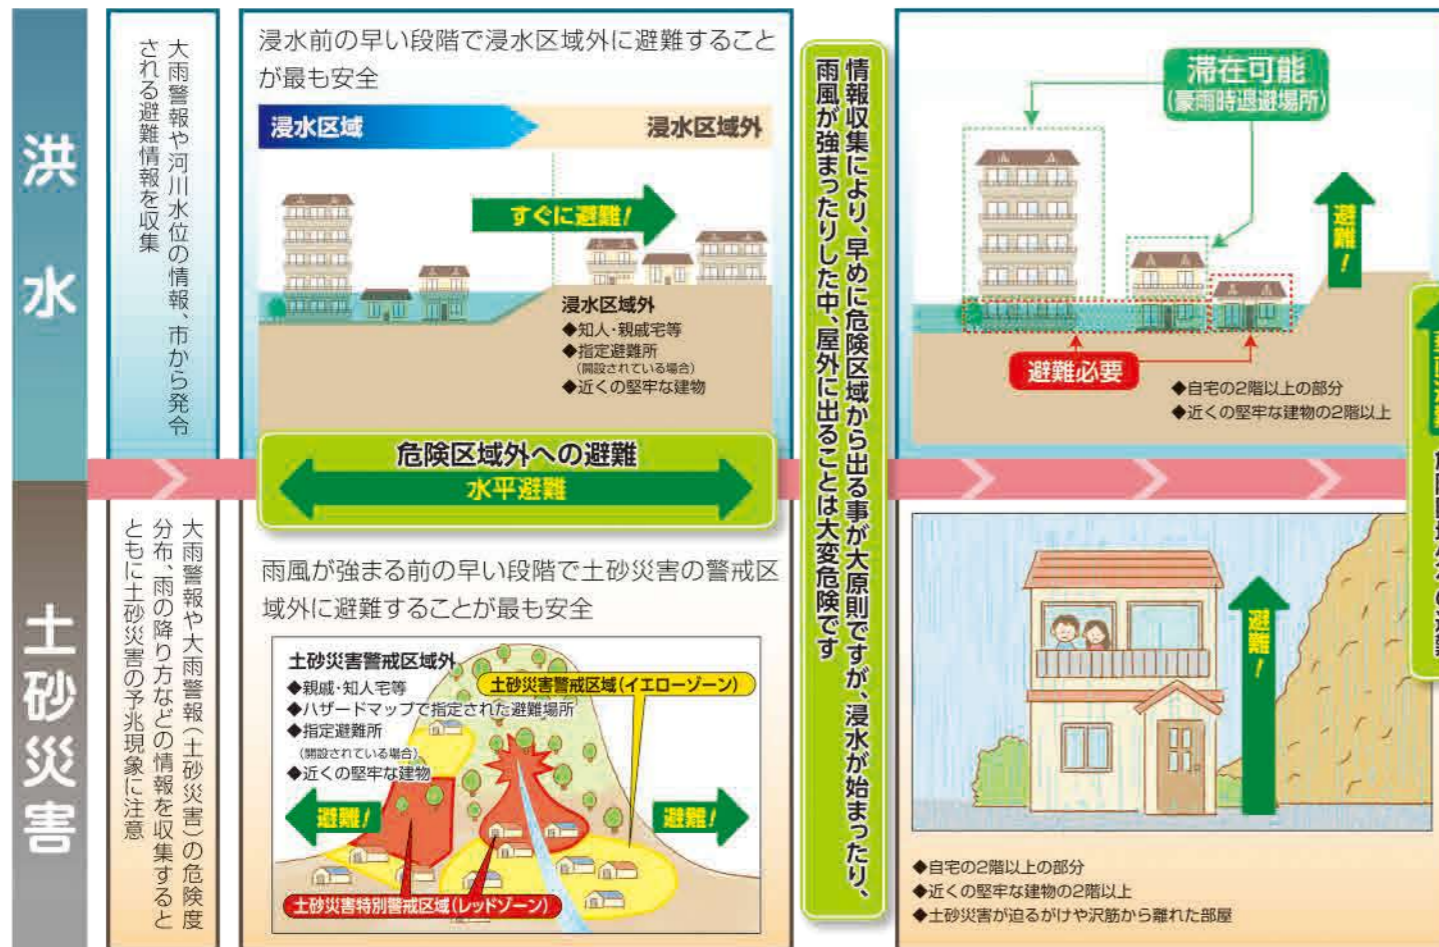 洪水
大雨警報や河川水位の情報、市から発令
される避難情報を収集
浸水前の早い段階で浸水区域外に避難すること
が最も安全
浸水区域
浸水区域外
すぐに避難!
浸水区域外
◆知人・親戚宅等
◆指定避難所
(開設されている場合)
◆近くの堅牢な建物
危険区域外への避難
水平避難
情報収集により、早めに危険区域から出る事が大原則ですが、浸水が始まったり、
雨風が強まったりした中、屋外に出ることは大変危険です
滞在可能
(豪雨時退避場所)
避難!
避難必要
◆自宅の2階以上の部分
◆近くの堅牢な建物の2階以上
土砂災害
大雨警報や大雨警報(土砂災害)の危険度
分布、雨の降り方などの情報を収集すると
ともに土砂災害の予兆現象に注意
雨風が強まる前の早い段階で土砂災害の警戒区
域外に避難することが最も安全
土砂災害警戒区域外
◆親戚・知人宅等
◆ハザードマップで指定された避難場所
◆指定避難所
(開設されている場合)
◆近くの堅牢な建物
土砂災害警戒区域(イエローゾーン)
避難!
避難!
土砂災害特別警戒区域(レッドゾーン)
避難!
◆自宅の2階以上の部分
◆近くの堅牢な建物の2階以上
◆土砂災害が迫るがけや沢筋から離れた部屋